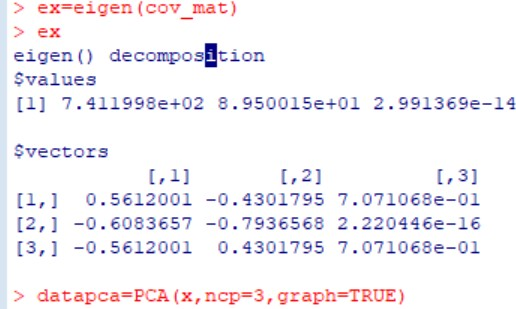 > ex=eigen(cov_mat)
> ex
eigen() decomposition
$values
[1] 7.411998e+02 8.950015e+01 2.991369e-14
$vectors
[,1] [,2] [,3]
[1,] 0.5612001 -0.4301795 7.071068e-01
[2,] -0.6083657 -0.7936568 2.220446e-16
[3,] -0.5612001 0.4301795 7.071068e-01
> datapca=PCA(x,ncp=3,graph=TRUE)